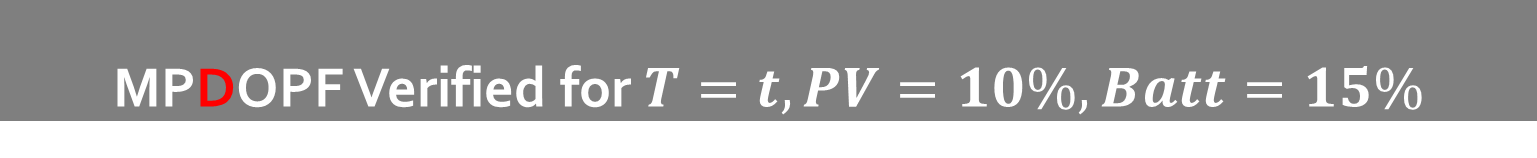 MPDOPF Verified for T = t, PV = 10%, Batt = 15%